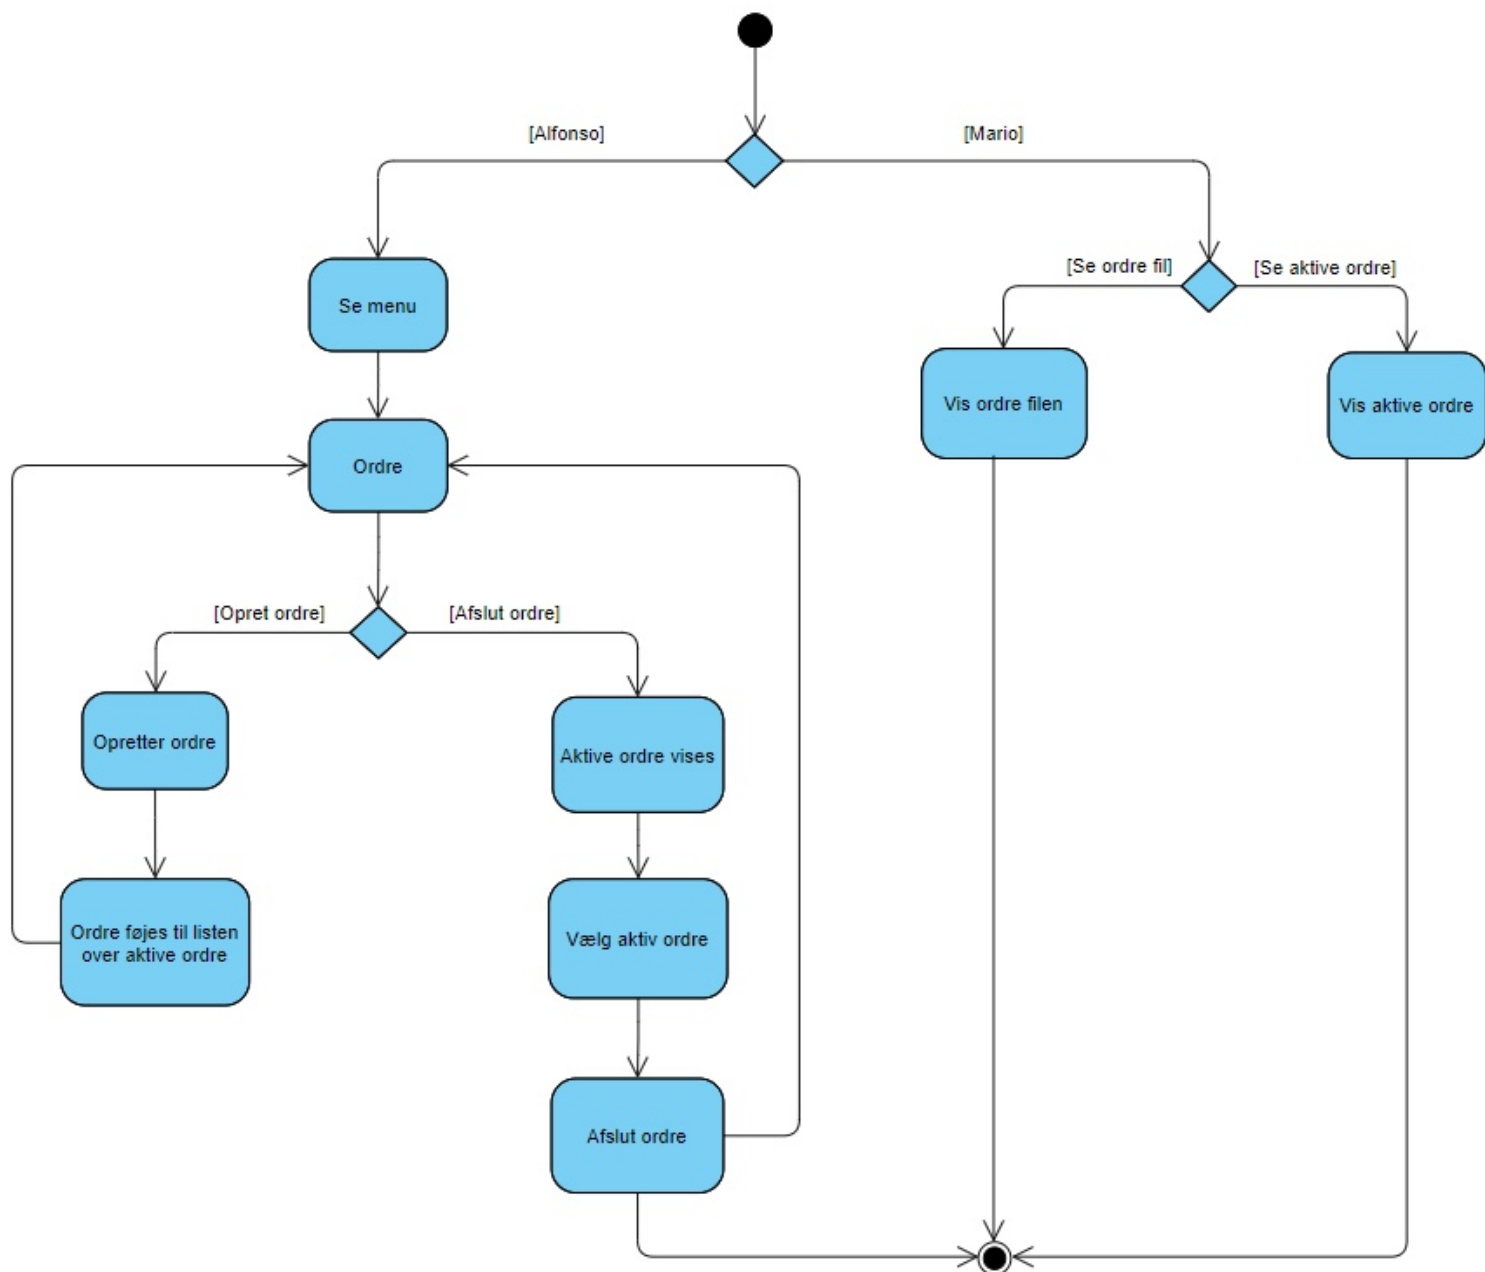 [Alfonso]
[Mario]
[Se ordre fil]
[Se aktive ordre]
Se menu
Vis ordre filen
Vis aktive ordre
Ordre
[Opret ordre]
[Afslut ordre]
Opretter ordre
Aktive ordre vises
Ordre føjes til listen
over aktive ordre
Vælg aktiv ordre
Afslut ordre